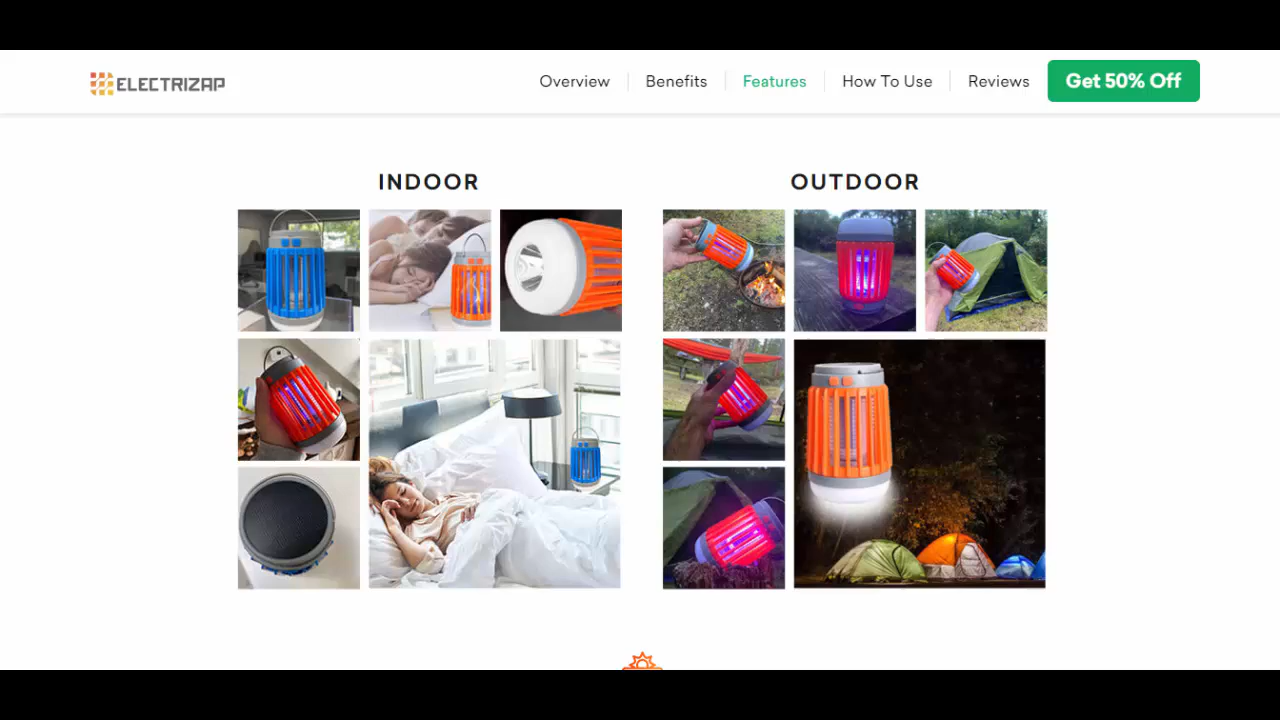 ELECTRIZAP
Overview
Benefits
Features
How To Use
Reviews
Get 50% Off
INDOOR
OUTDOOR